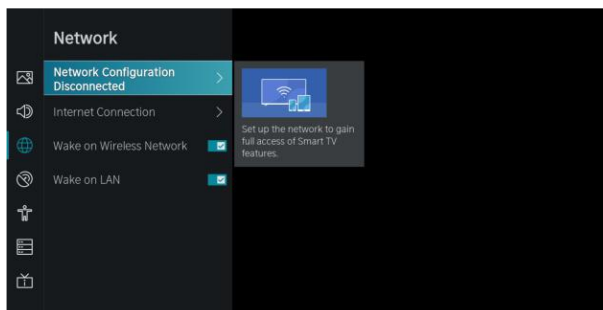 Network
Network Configuration
Disconnected
Internet Connection
Wake on Wireless Network
Wake on LAN
Set up the network to gain
full access of Smart TV
features.